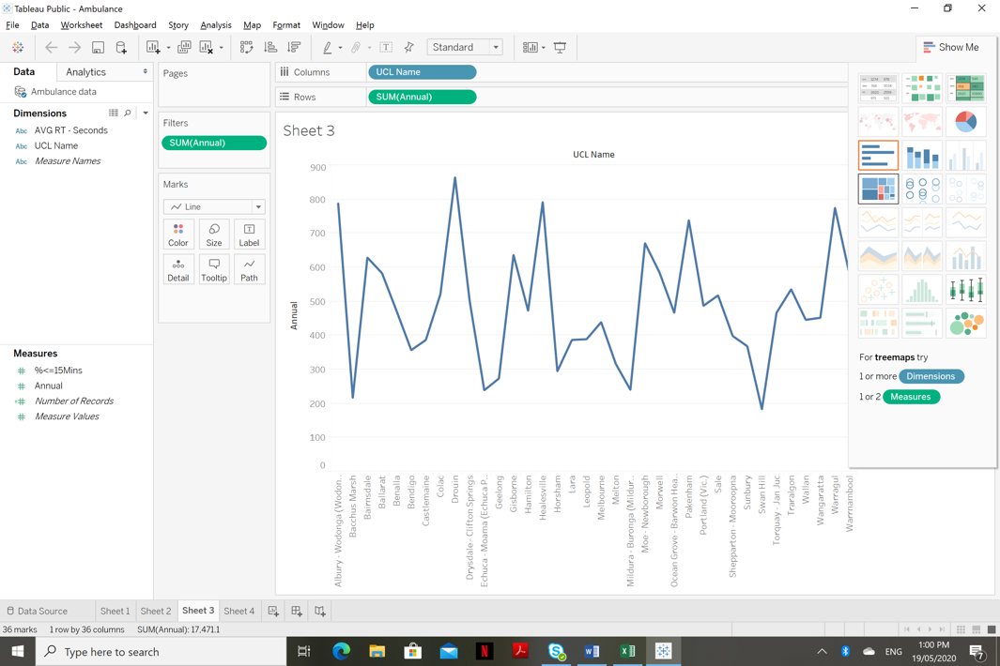 Tableau Public - Ambulance
File Data Worksheet Dashboard Story Analysis Map Format Window Help
Standard
Show Me
Data Analytics
Ambulance data
Dimensions
Abc AVG RT - Seconds
Abc UCL Name
Abc Measure Names
Measures
# %<=15Mins
# Annual
=# Number of Records
# Measure Values
Pages
Filters
SUM(Annual)
Marks
Line
Color Size Label
Detail Tooltip Path
Columns UCL Name
Rows SUM(Annual)
Sheet 3
UCL Name
Annual
900
800
700
600
500
400
300
200
100
0
Albury - Wodonga (Wodon..
Bacchus Marsh
Bairnsdale
Ballarat
Benalla
Bendigo
Castlemaine
Colac
Drouin
Drysdale - Clifton Springs
Echuca - Moama (Echuca P..
Geelong
Gisborne
Hamilton
Healesville
Horsham
Lara
Leopold
Melbourne
Melton
Mildura - Buronga (Mildur..
Moe - Newborough
Morwell
Ocean Grove - Barwon Hea..
Pakenham
Portland (Vic.)
Sale
Shepparton - Mooroopna
Sunbury
Swan Hill
Torquay - Jan Juc
Traralgon
Wallan
Wangaratta
Warragul
Warrnambool
For treemaps try
1 or more Dimensions
1 or 2 Measures
Data Source Sheet 1 Sheet 2 Sheet 3 Sheet 4
36 marks 1 row by 36 columns SUM(Annual): 17,471.1
Type here to search
ENG
1:00 PM
19/05/2020
7